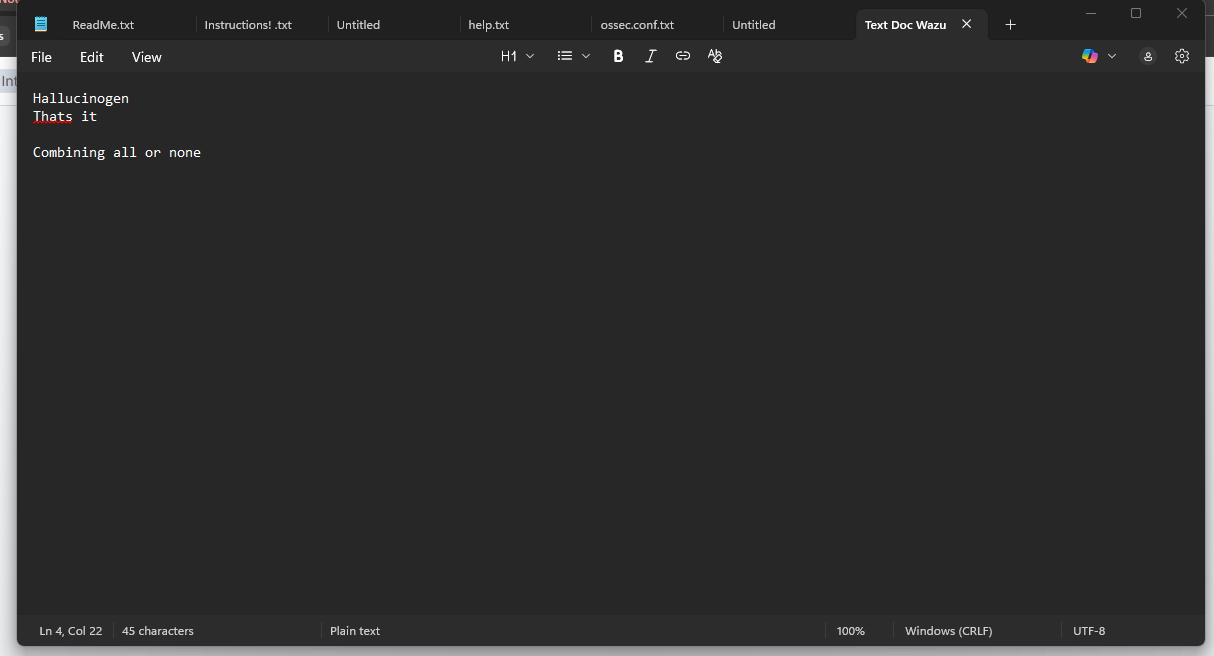 ReadMe.txt
Instructions! .txt
Untitled
help.txt
ossec.conf.txt
Untitled
Text Doc Wazu
File
Edit
View
H1
Hallucinogen
Thats it
Combining all or none
Ln 4, Col 22
45 characters
Plain text
100%
Windows (CRLF)
UTF-8